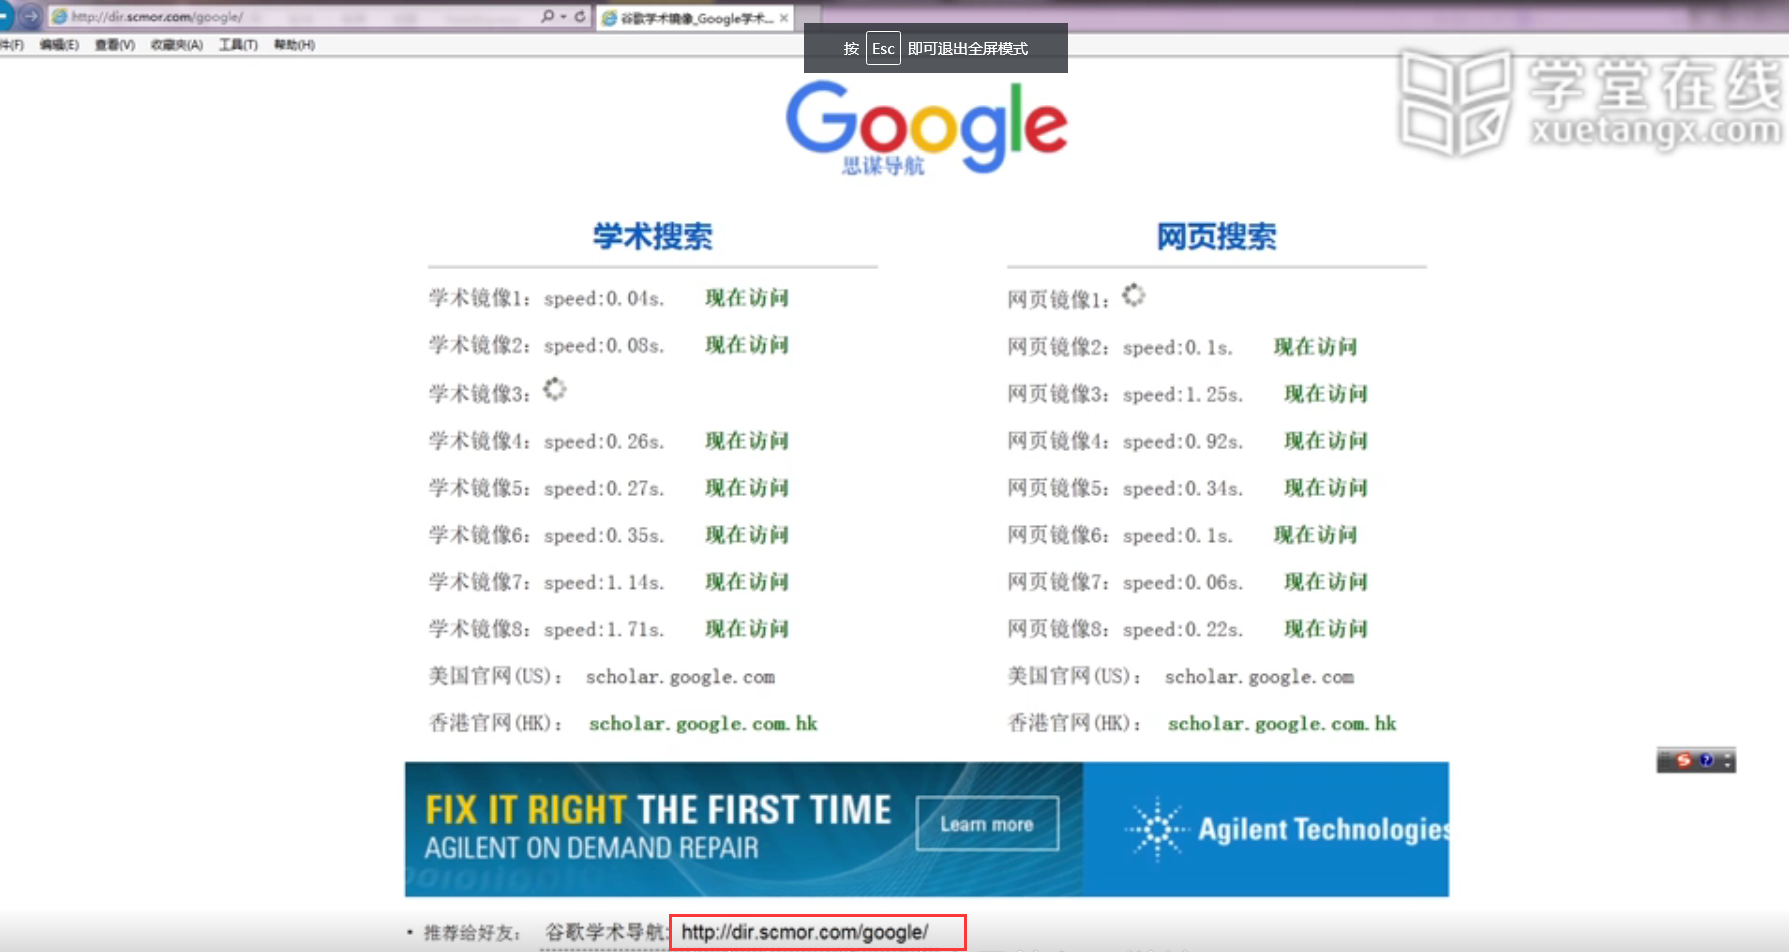 http://dir.scmor.com/google/
谷歌学术镜像_Google学术...
件(F) 编辑(E) 查看(V) 收藏夹(A) 工具(T) 帮助(H)
按 Esc 即可退出全屏模式
学堂在线
xuetangx.com
Google
思谋导航
学术搜索
学术镜像1: speed:0.04s. 现在访问
学术镜像2: speed:0.08s. 现在访问
学术镜像3:
学术镜像4: speed:0.26s. 现在访问
学术镜像5: speed:0.27s. 现在访问
学术镜像6: speed:0.35s. 现在访问
学术镜像7: speed:1.14s. 现在访问
学术镜像8: speed:1.71s. 现在访问
美国官网(US): scholar.google.com
香港官网(HK): scholar.google.com.hk
网页搜索
网页镜像1:
网页镜像2: speed:0.1s. 现在访问
网页镜像3: speed:1.25s. 现在访问
网页镜像4: speed:0.92s. 现在访问
网页镜像5: speed:0.34s. 现在访问
网页镜像6: speed:0.1s. 现在访问
网页镜像7: speed:0.06s. 现在访问
网页镜像8: speed:0.22s. 现在访问
美国官网(US): scholar.google.com
香港官网(HK): scholar.google.com.hk
FIX IT RIGHT THE FIRST TIME
AGILENT ON DEMAND REPAIR
Learn more
Agilent Technologies
• 推荐给好友: 谷歌学术导航: http://dir.scmor.com/google/